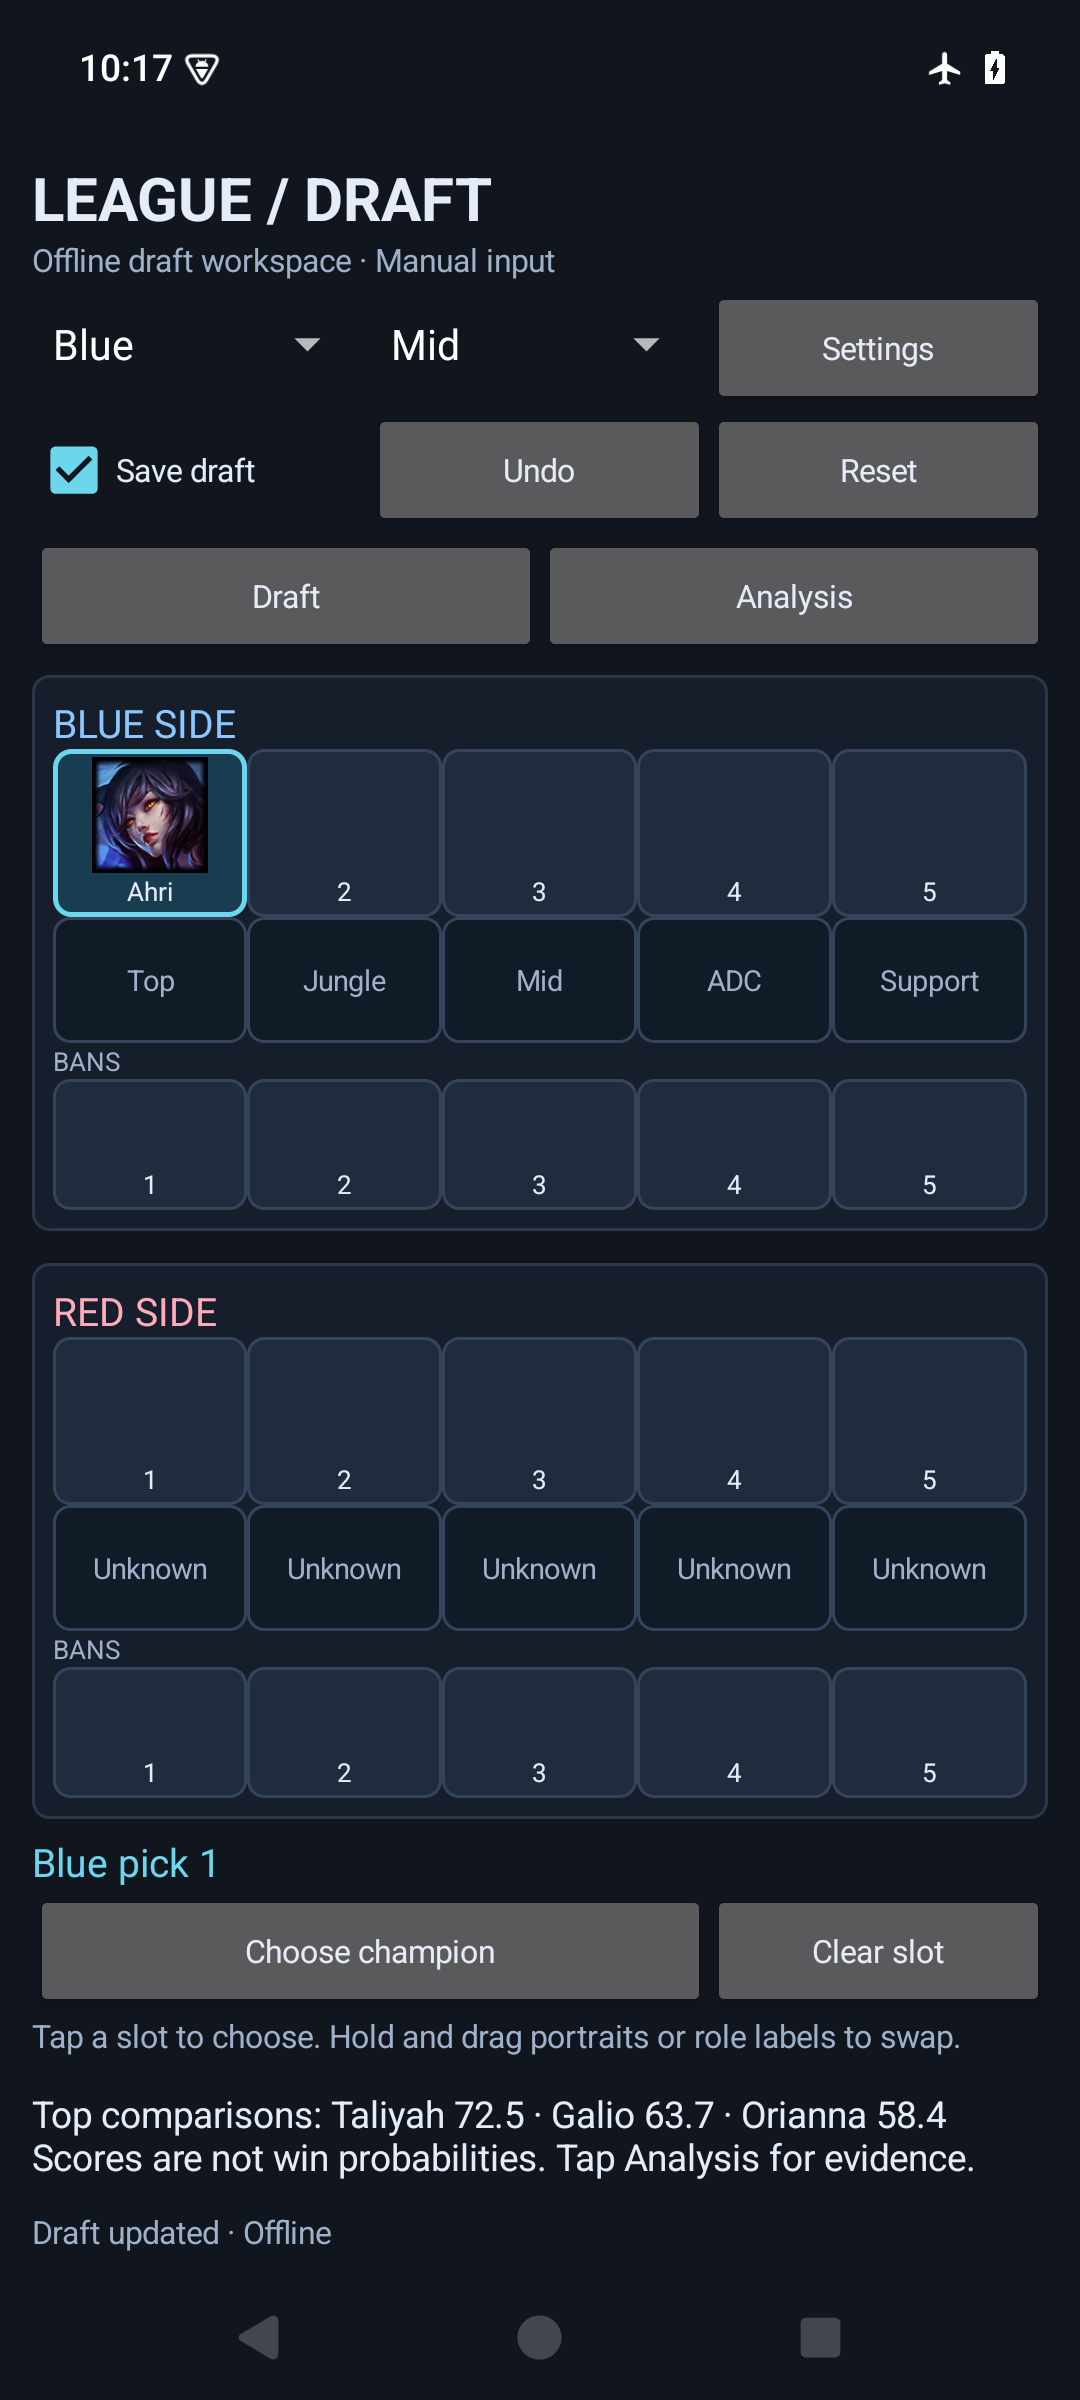 10:17
LEAGUE / DRAFT
Offline draft workspace · Manual input
Blue Mid Settings
Save draft Undo Reset
Draft Analysis
BLUE SIDE
Ahri 2 3 4 5
Top Jungle Mid ADC Support
BANS
1 2 3 4 5
RED SIDE
1 2 3 4 5
Unknown Unknown Unknown Unknown Unknown
BANS
1 2 3 4 5
Blue pick 1
Choose champion Clear slot
Tap a slot to choose. Hold and drag portraits or role labels to swap.
Top comparisons: Taliyah 72.5 · Galio 63.7 · Orianna 58.4
Scores are not win probabilities. Tap Analysis for evidence.
Draft updated · Offline